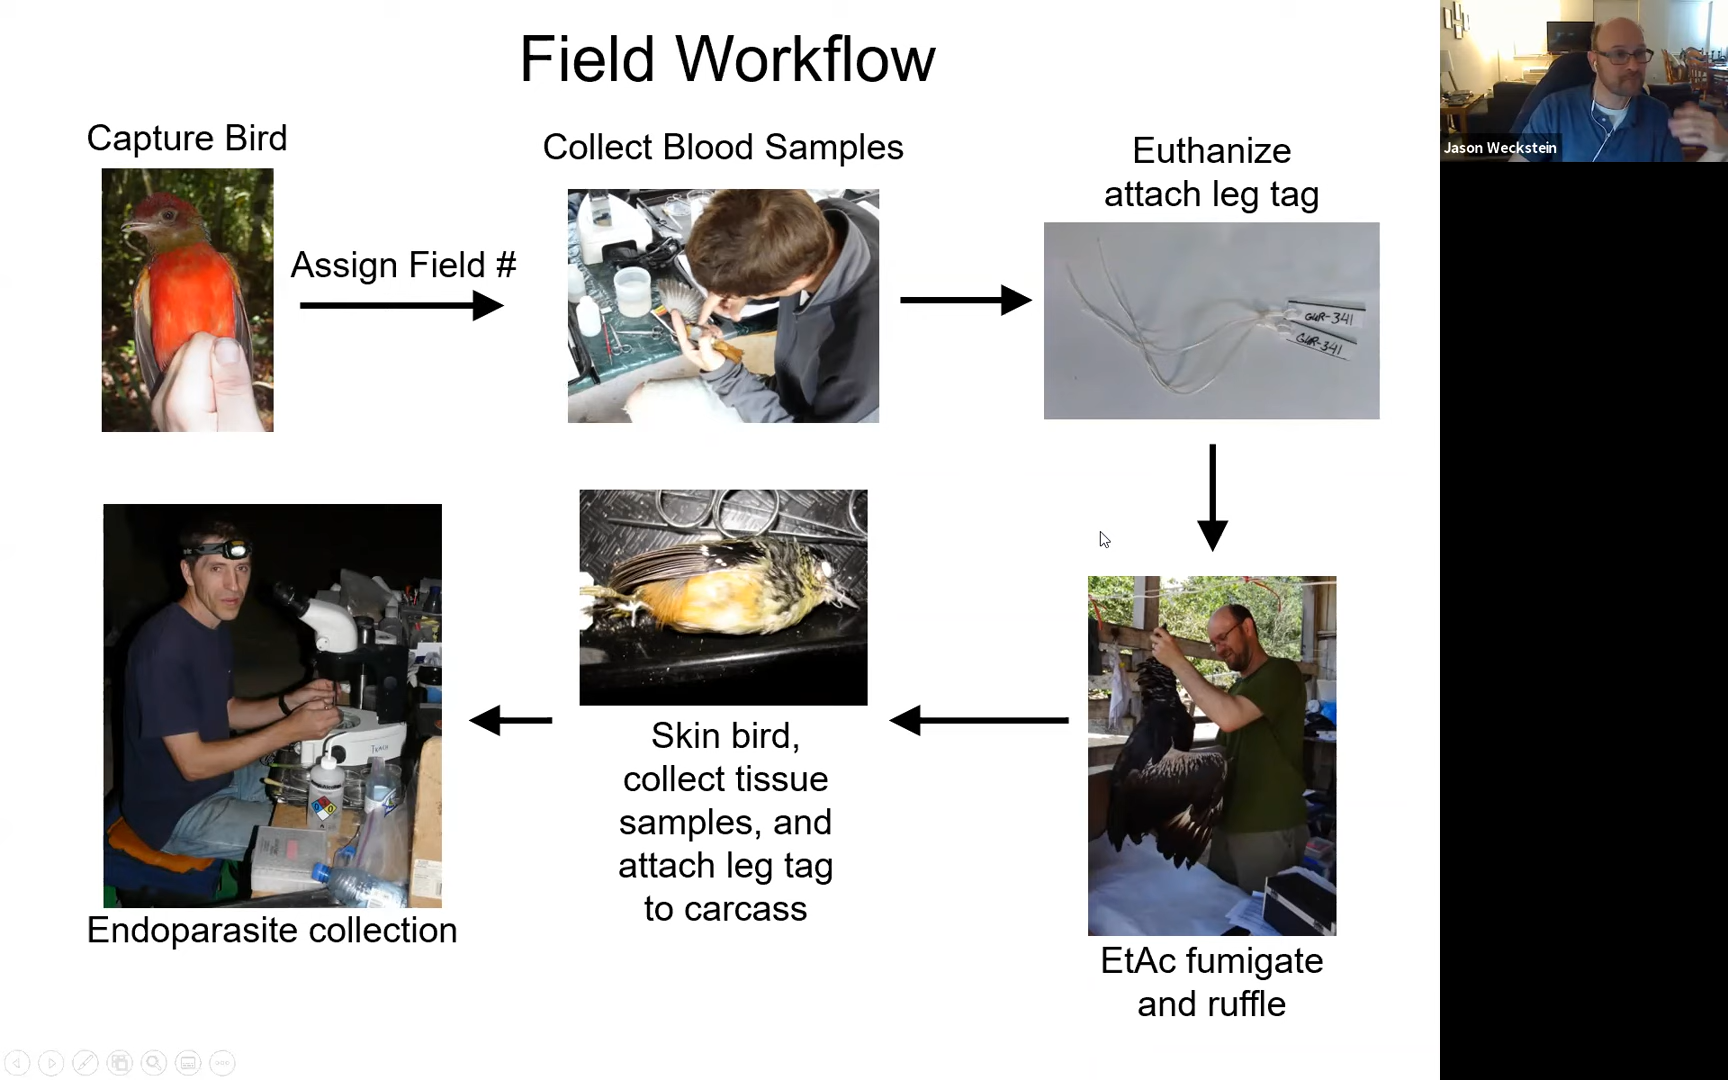 Field Workflow
Capture Bird
Assign Field #
Collect Blood Samples
Euthanize
attach leg tag
GWR-341
GWR-341
EtAc fumigate
and ruffle
Skin bird,
collect tissue
samples, and
attach leg tag
to carcass
Endoparasite collection
Jason Weckstein